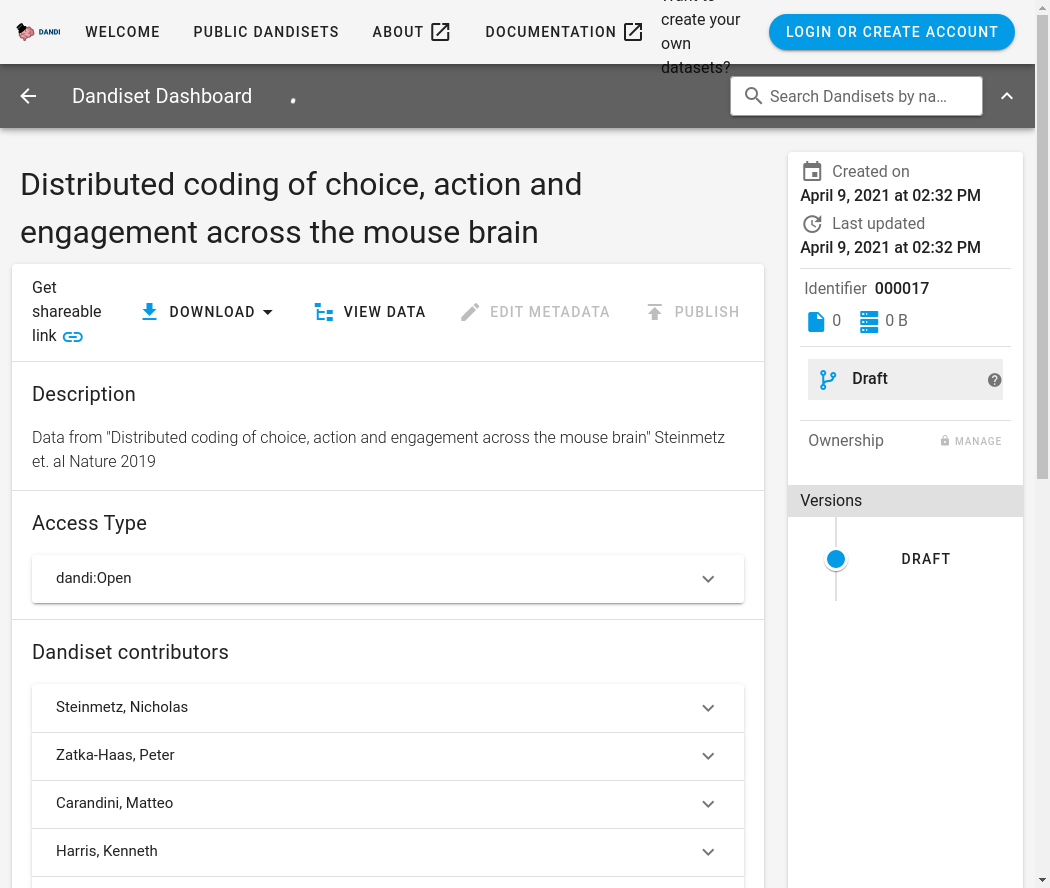 DANDI
WELCOME
PUBLIC DANDISETS
ABOUT
DOCUMENTATION
create your
own
datasets?
LOGIN OR CREATE ACCOUNT
Dandiset Dashboard
Search Dandisets by na...
Distributed coding of choice, action and
engagement across the mouse brain
Get
shareable
link
DOWNLOAD
VIEW DATA
EDIT METADATA
PUBLISH
Description
Data from "Distributed coding of choice, action and engagement across the mouse brain" Steinmetz
et. al Nature 2019
Access Type
dandi:Open
Dandiset contributors
Steinmetz, Nicholas
Zatka-Haas, Peter
Carandini, Matteo
Harris, Kenneth
Created on
April 9, 2021 at 02:32 PM
Last updated
April 9, 2021 at 02:32 PM
Identifier 000017
0
0 B
Draft
Ownership
MANAGE
Versions
DRAFT